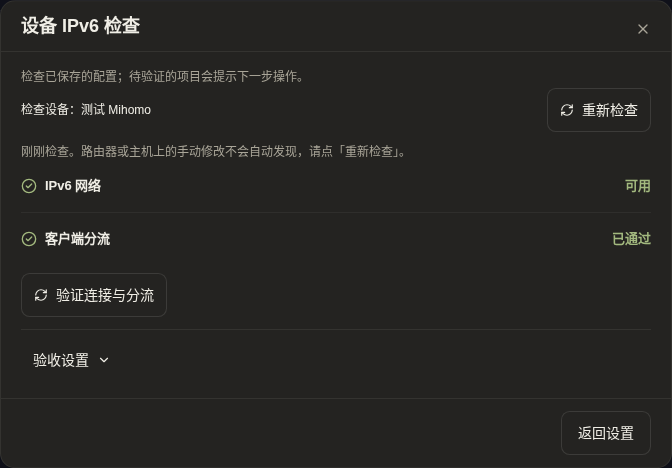 设备 IPv6 检查
检查已保存的配置；待验证的项目会提示下一步操作。
检查设备：测试 Mihomo
重新检查
刚刚检查。路由器或主机上的手动修改不会自动发现，请点「重新检查」。
IPv6 网络
可用
客户端分流
已通过
验证连接与分流
验收设置
返回设置